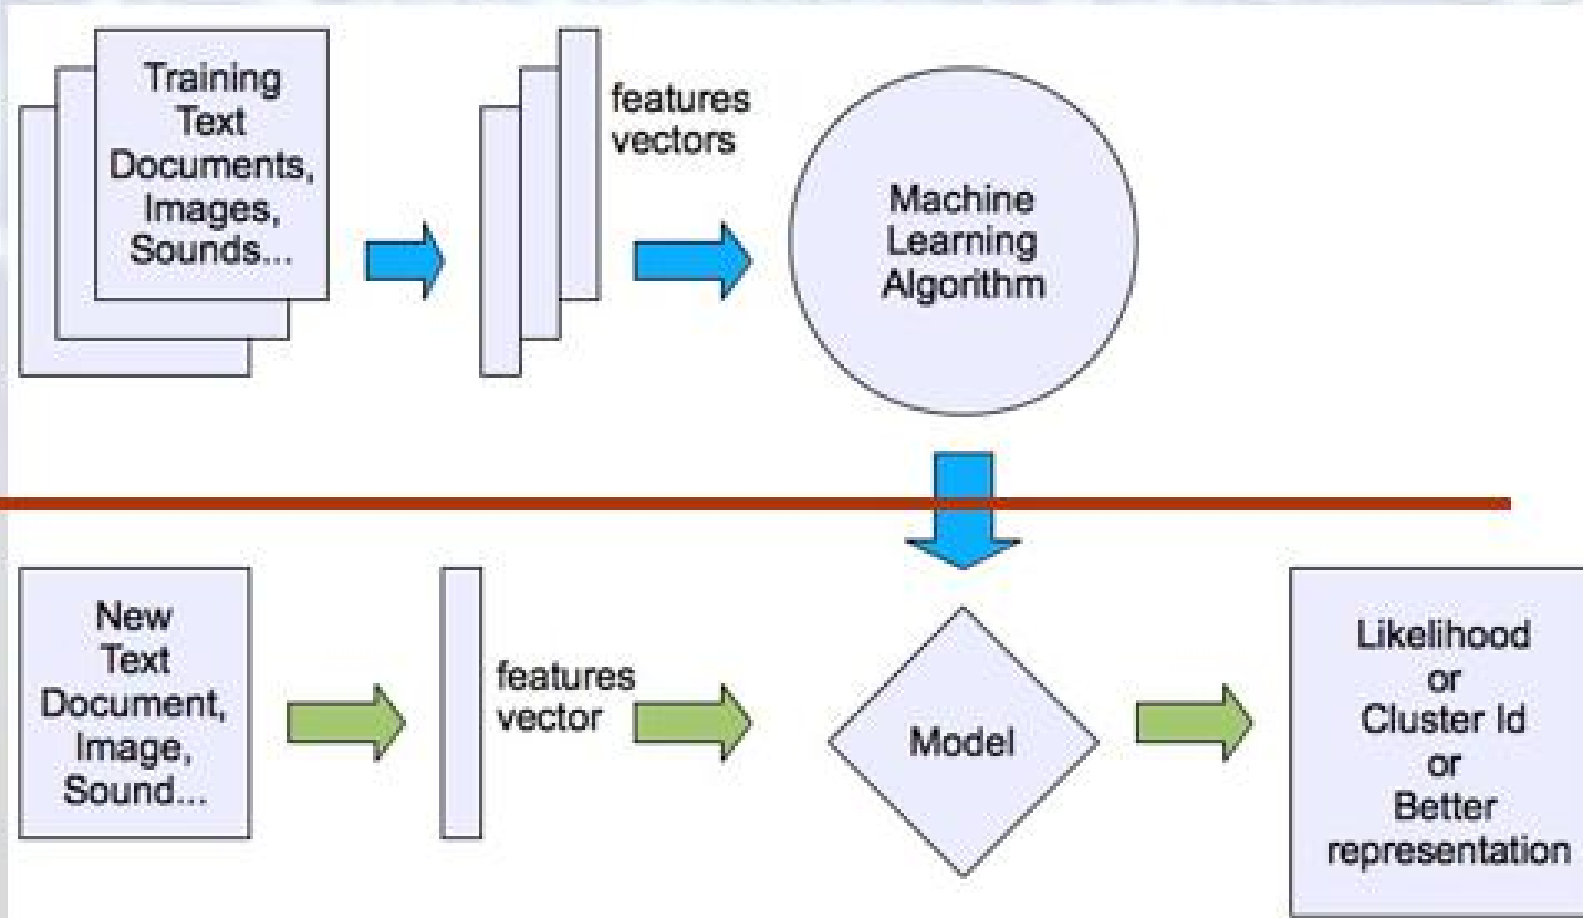 Training
Text
Documents,
Images,
Sounds...
features
vectors
Machine
Learning
Algorithm
New
Text
Document,
Image,
Sound...
features
vector
Model
Likelihood
or
Cluster Id
or
Better
representation